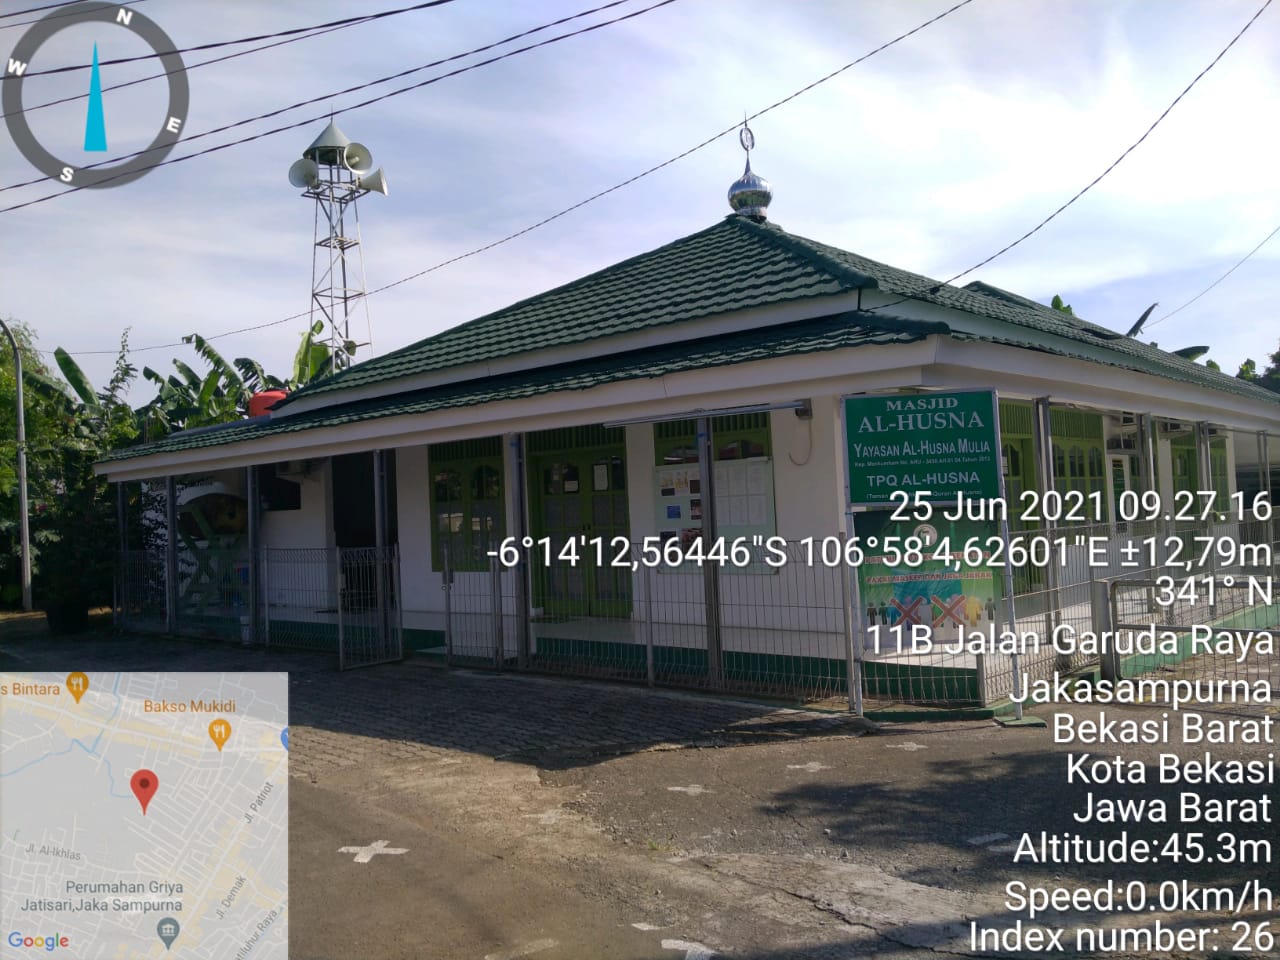 N
W
E
S
MASJID
AL-HUSNA
YAYASAN AL-HUSNA MULIA
TPQ AL-HUSNA
25 Jun 2021 09.27.16
-6°14'12,56446"S 106°58'4,62601"E ±12,79m
341° N
11B Jalan Garuda Raya
Jakasampurna
Bekasi Barat
Kota Bekasi
Jawa Barat
Altitude:45.3m
Speed:0.0km/h
Index number: 26
s Bintara
Bakso Mukidi
Jl. Patriot
Jl. Al-Ikhlas
Perumahan Griya
Jatisari,Jaka Sampurna
Jl. Demak
atiluhur Raya
Google